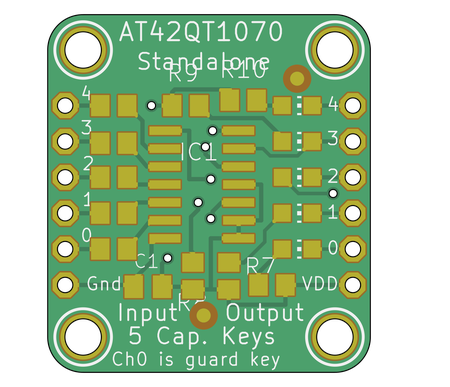 AT42QT1070
Standalone
R9 R10
4 4
3 3
IC1
2 2
1 1
0 0
C1 R7
Gnd VDD
Input Output
5 Cap. Keys
Ch0 is guard key